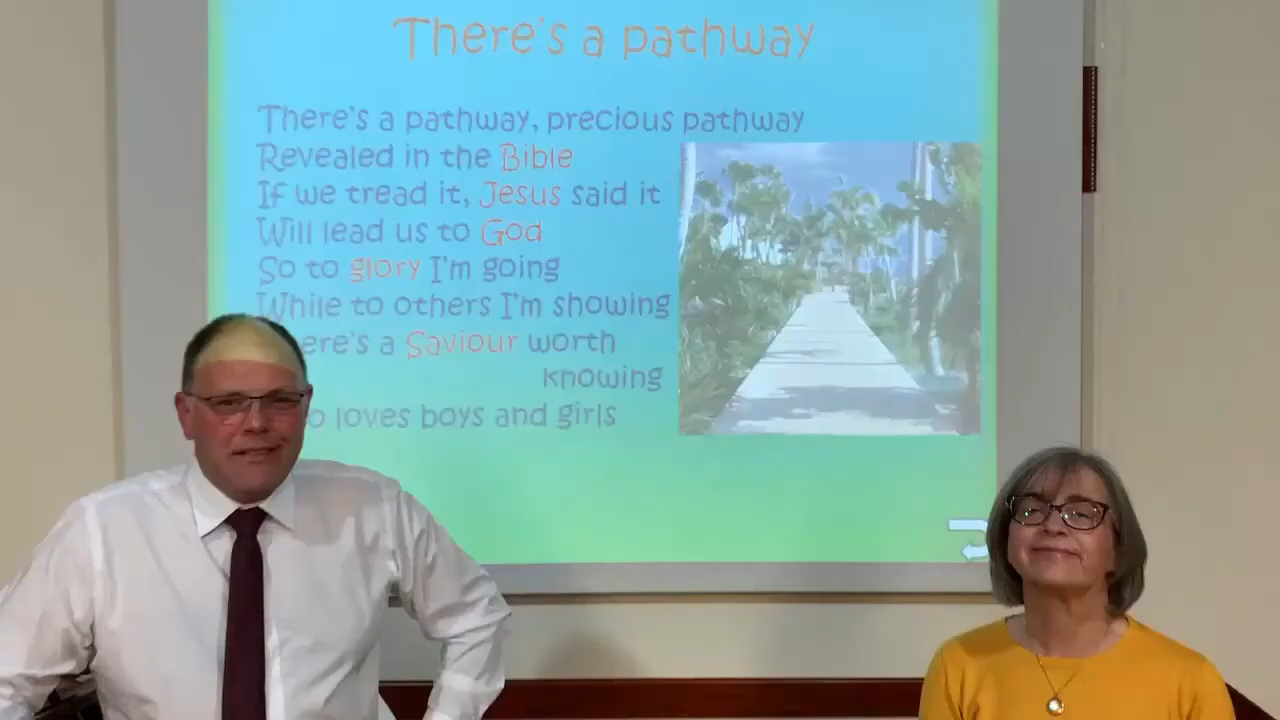 There's a pathway
There's a pathway, precious pathway
Revealed in the Bible
If we tread it, Jesus said it
Will lead us to God
So to glory I'm going
While to others I'm showing
ere's a Saviour worth
knowing
o loves boys and girls